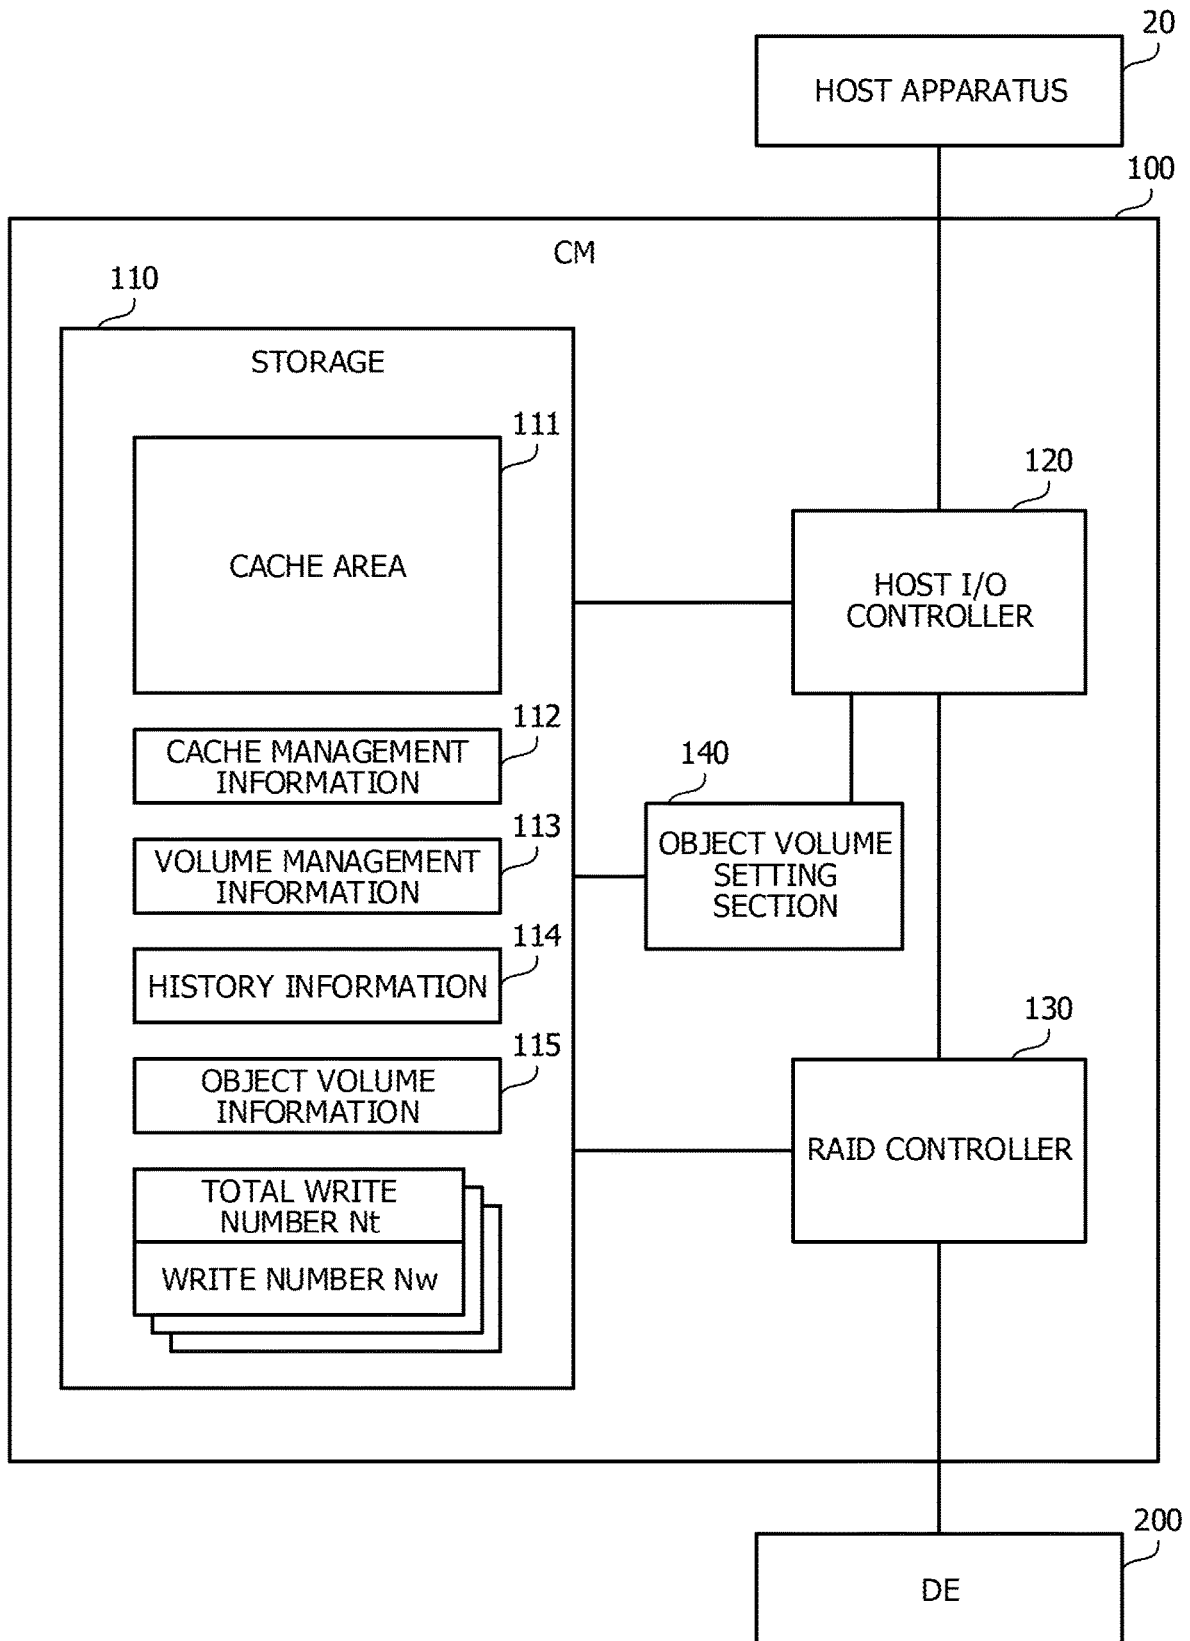 20
HOST APPARATUS
100
CM
110
STORAGE
111
CACHE AREA
120
HOST I/O
CONTROLLER
112
CACHE MANAGEMENT
INFORMATION
140
OBJECT VOLUME
SETTING
SECTION
113
VOLUME MANAGEMENT
INFORMATION
114
HISTORY INFORMATION
130
RAID CONTROLLER
115
OBJECT VOLUME
INFORMATION
TOTAL WRITE
NUMBER Nt
WRITE NUMBER Nw
200
DE